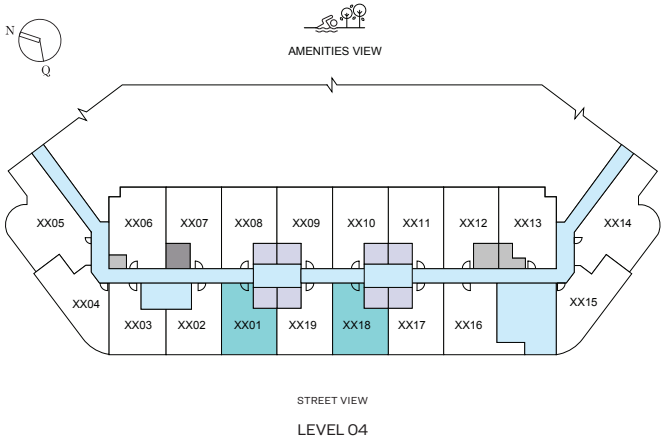 N
Q
AMENITIES VIEW
XX05 XX06 XX07 XX08 XX09 XX10 XX11 XX12 XX13 XX14
XX04 XX15
XX03 XX02 XX01 XX19 XX18 XX17 XX16
STREET VIEW
LEVEL 04